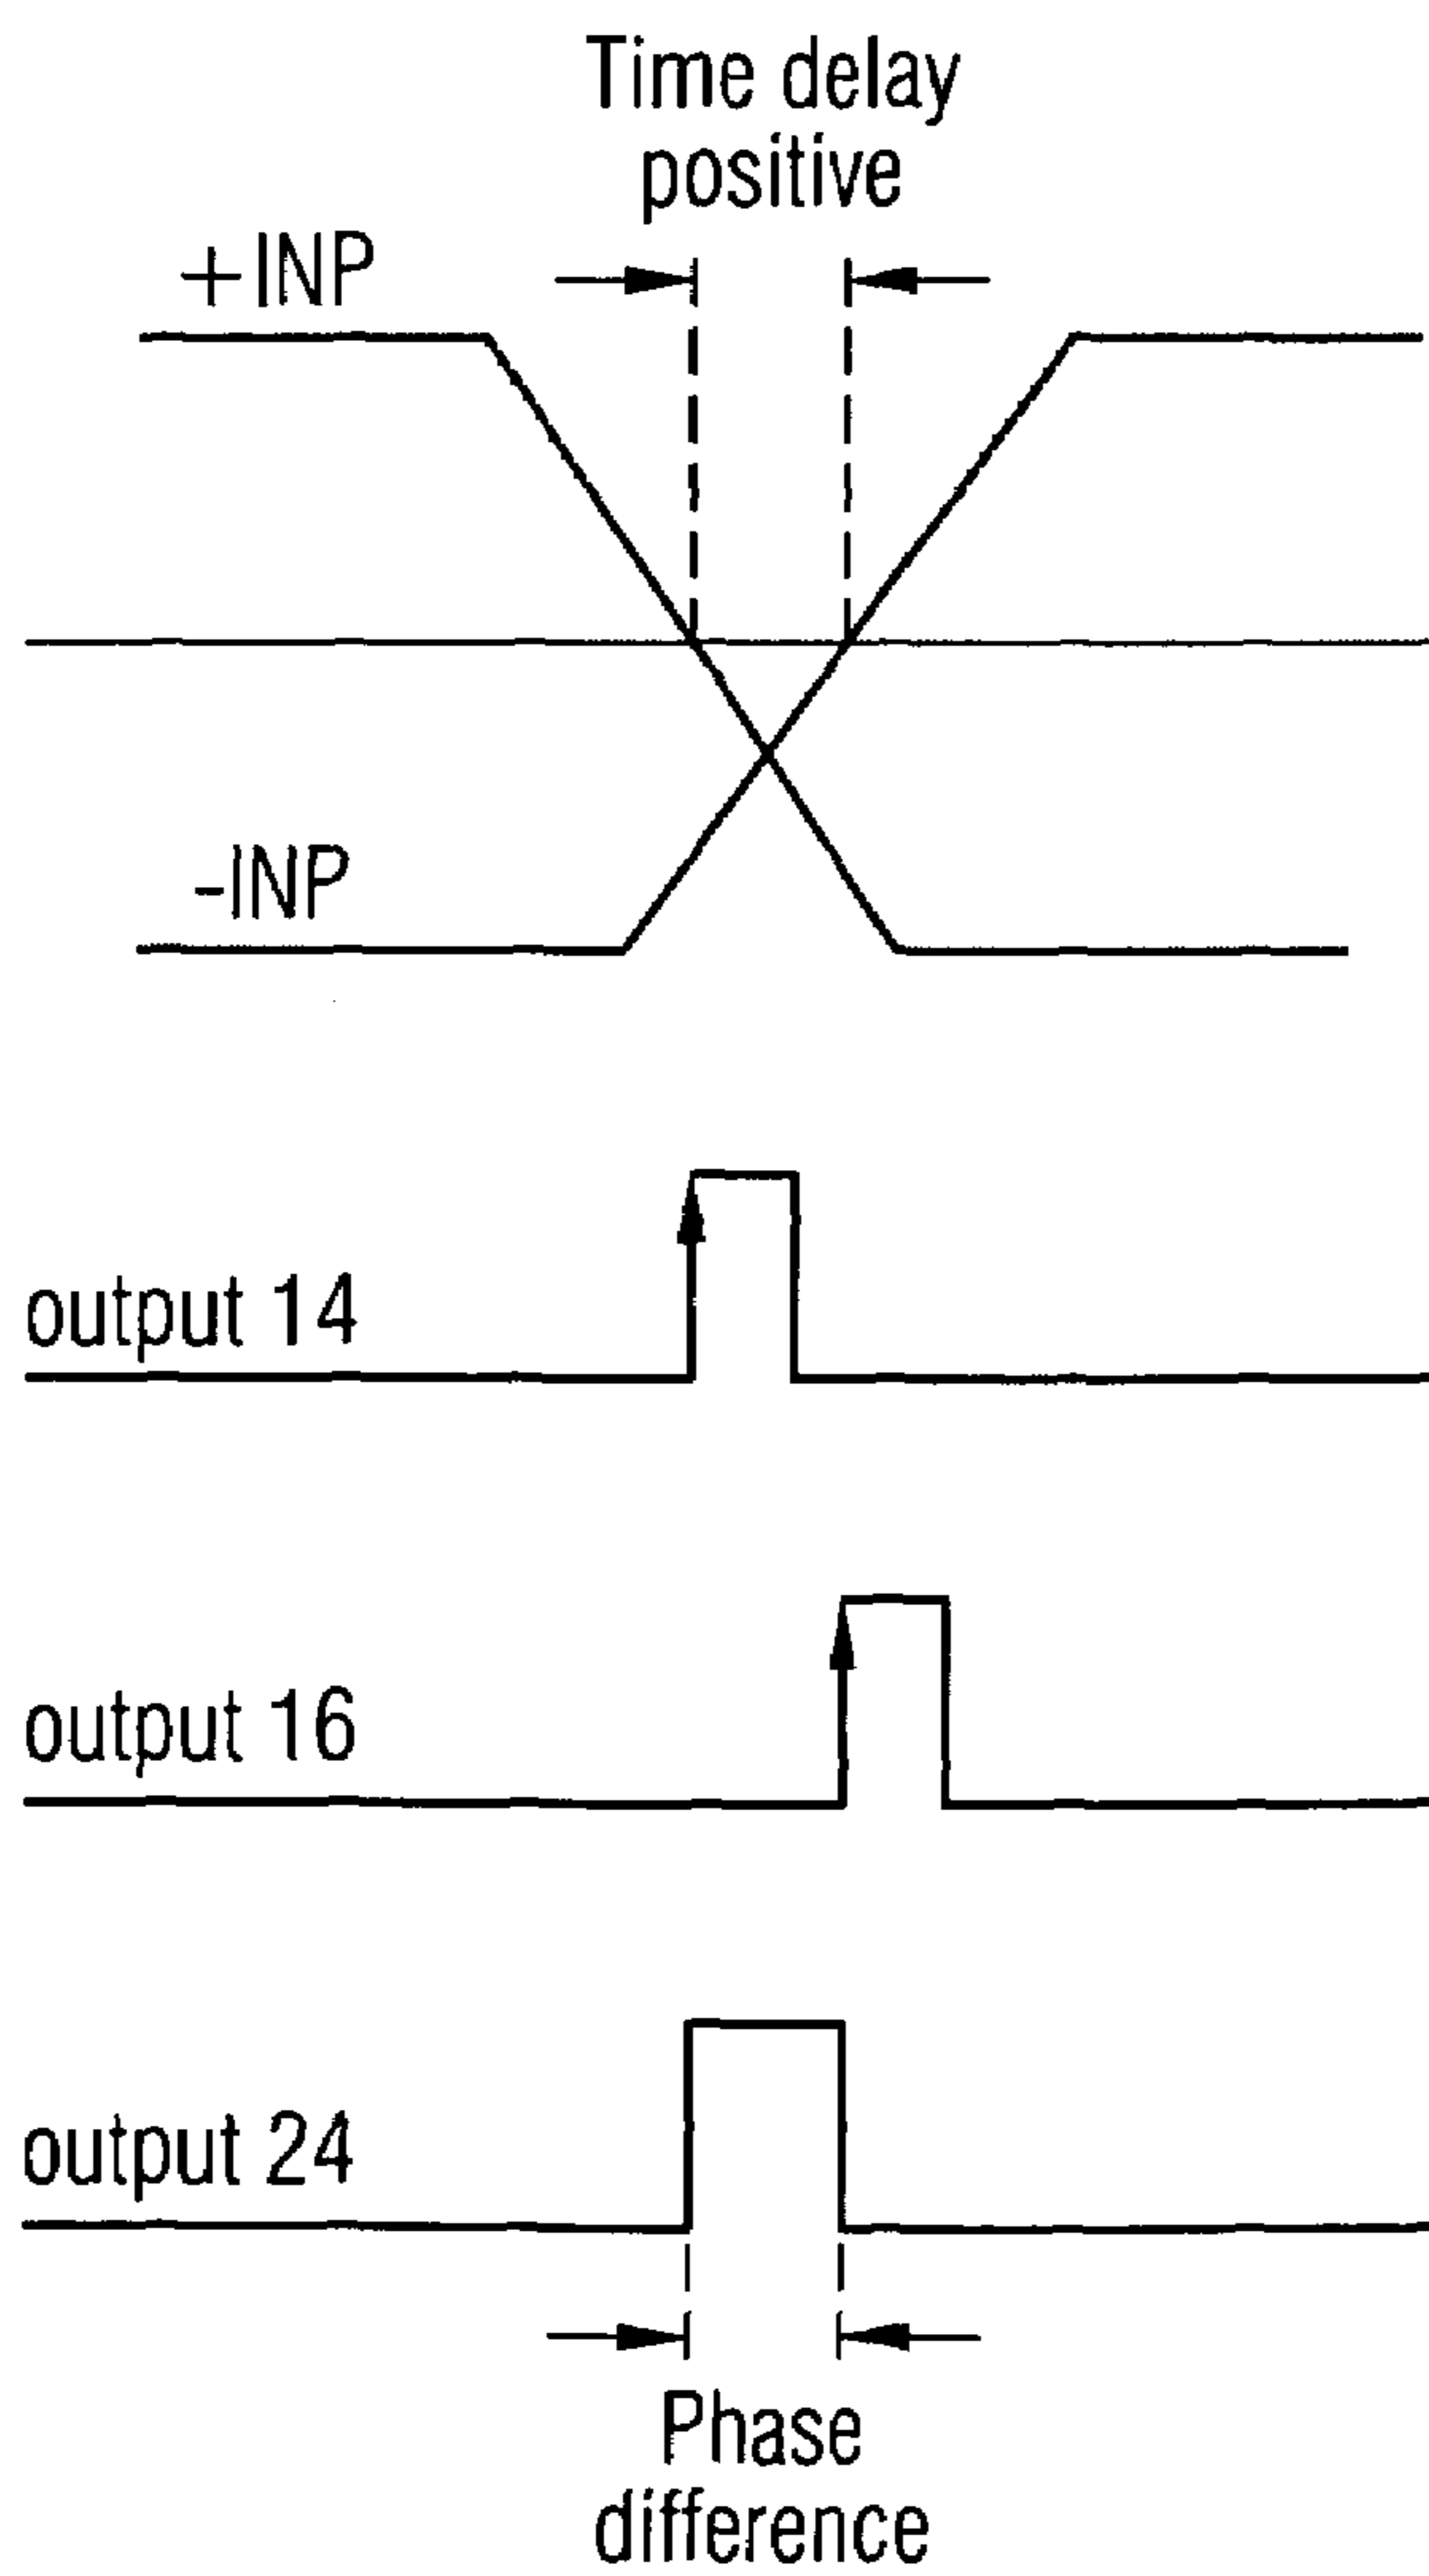 Time delay
positive
+INP
-INP
output 14
output 16
output 24
Phase
difference